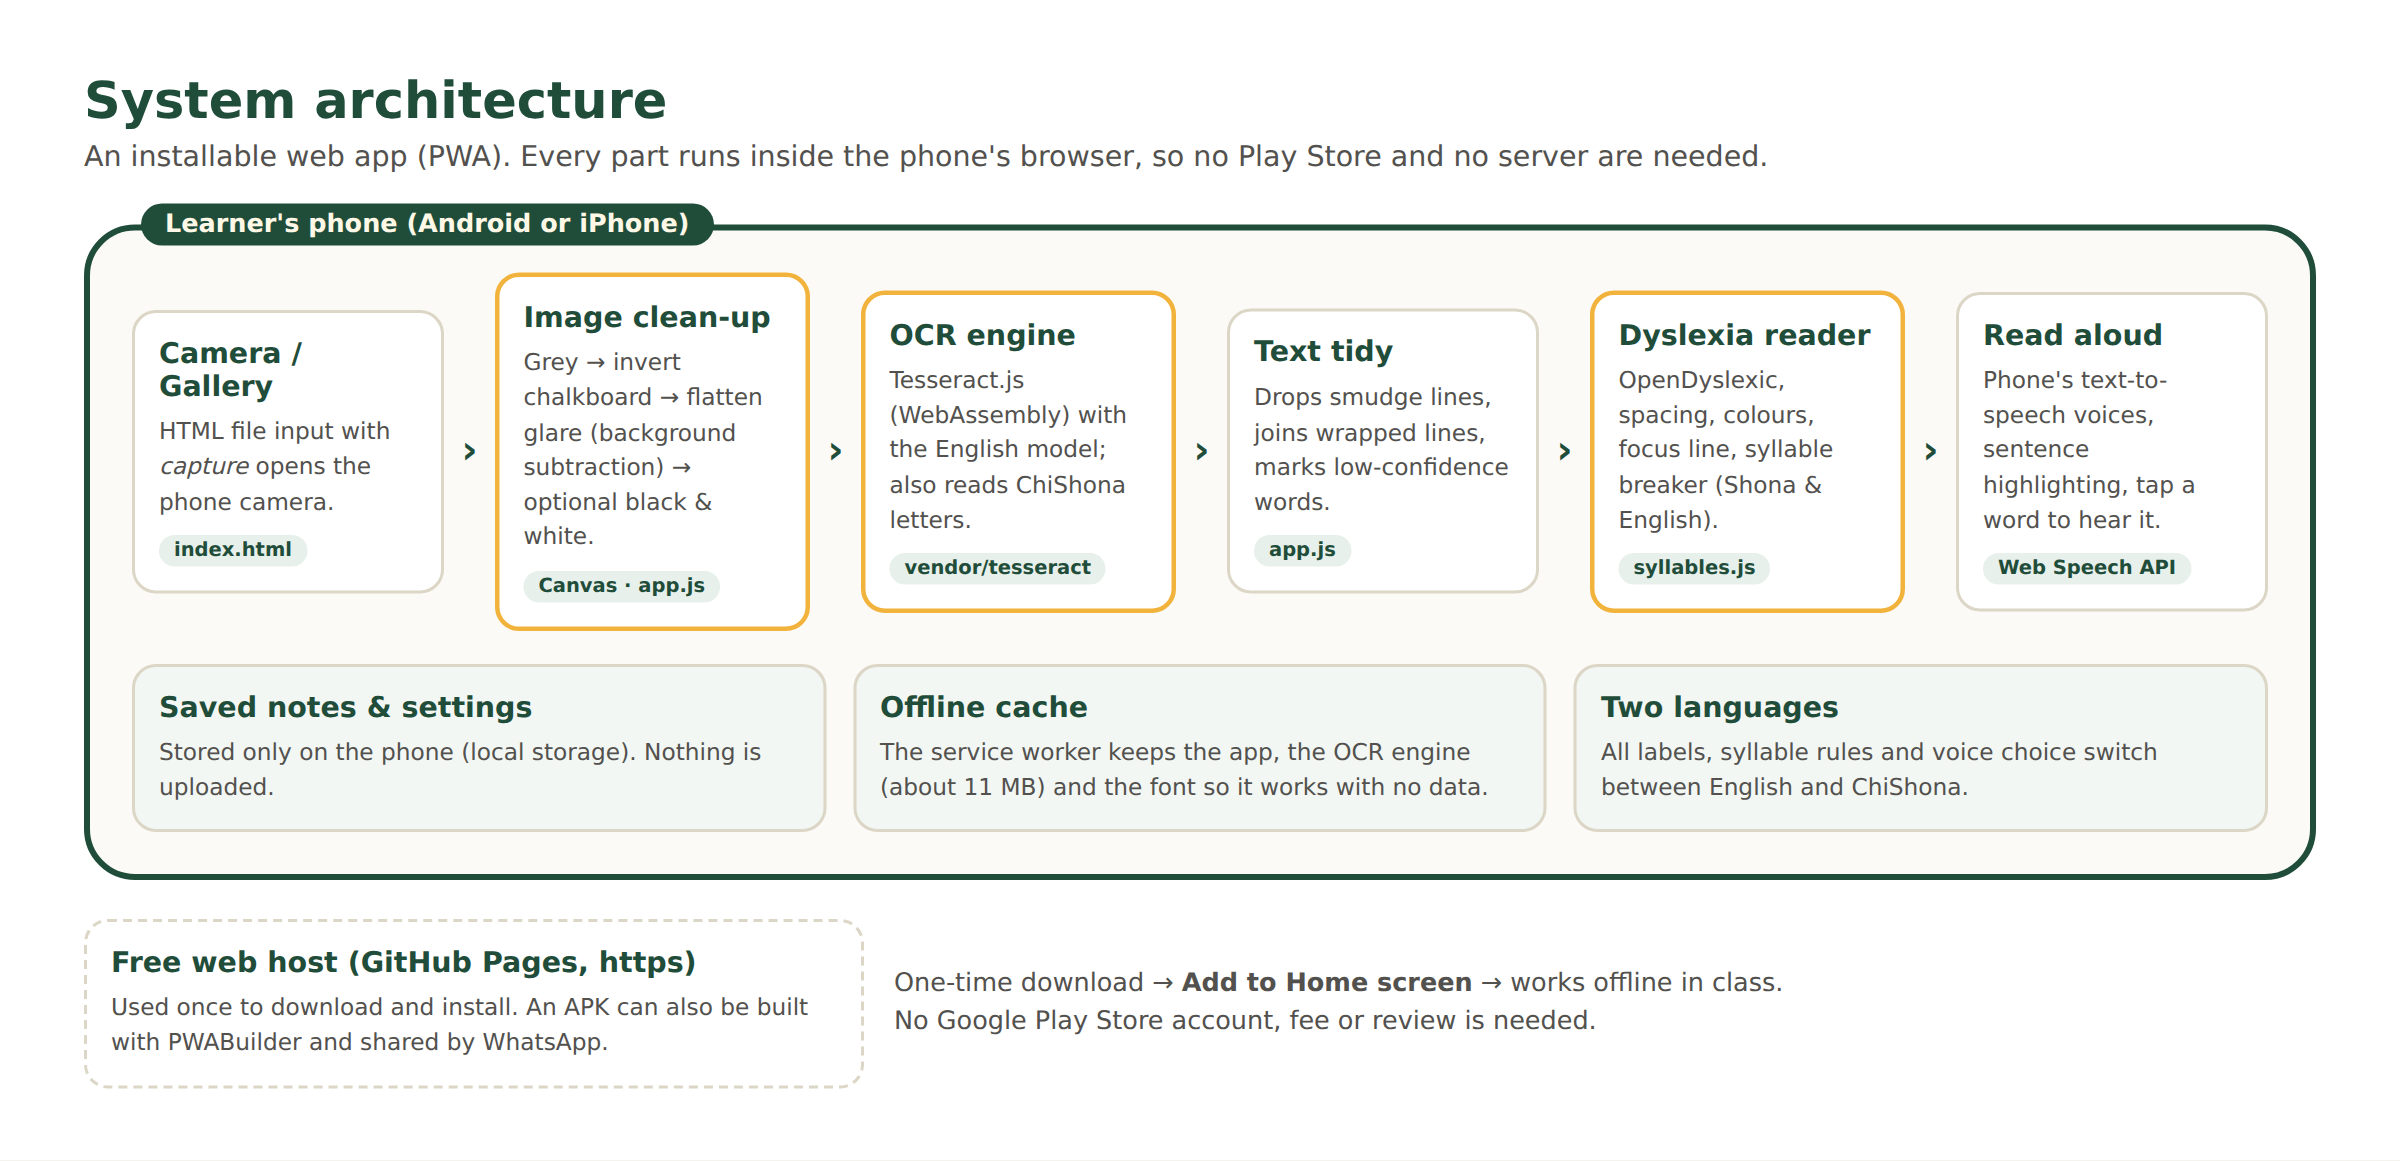 System architecture
An installable web app (PWA). Every part runs inside the phone's browser, so no Play Store and no server are needed.
Learner's phone (Android or iPhone)
Camera /
Gallery
HTML file input with
capture opens the
phone camera.
index.html
›
Image clean-up
Grey → invert
chalkboard → flatten
glare (background
subtraction) →
optional black &
white.
Canvas · app.js
›
OCR engine
Tesseract.js
(WebAssembly) with
the English model;
also reads ChiShona
letters.
vendor/tesseract
›
Text tidy
Drops smudge lines,
joins wrapped lines,
marks low-confidence
words.
app.js
›
Dyslexia reader
OpenDyslexic,
spacing, colours,
focus line, syllable
breaker (Shona &
English).
syllables.js
›
Read aloud
Phone's text-to-
speech voices,
sentence
highlighting, tap a
word to hear it.
Web Speech API
Saved notes & settings
Stored only on the phone (local storage). Nothing is
uploaded.
Offline cache
The service worker keeps the app, the OCR engine
(about 11 MB) and the font so it works with no data.
Two languages
All labels, syllable rules and voice choice switch
between English and ChiShona.
Free web host (GitHub Pages, https)
Used once to download and install. An APK can also be built
with PWABuilder and shared by WhatsApp.
One-time download → Add to Home screen → works offline in class.
No Google Play Store account, fee or review is needed.